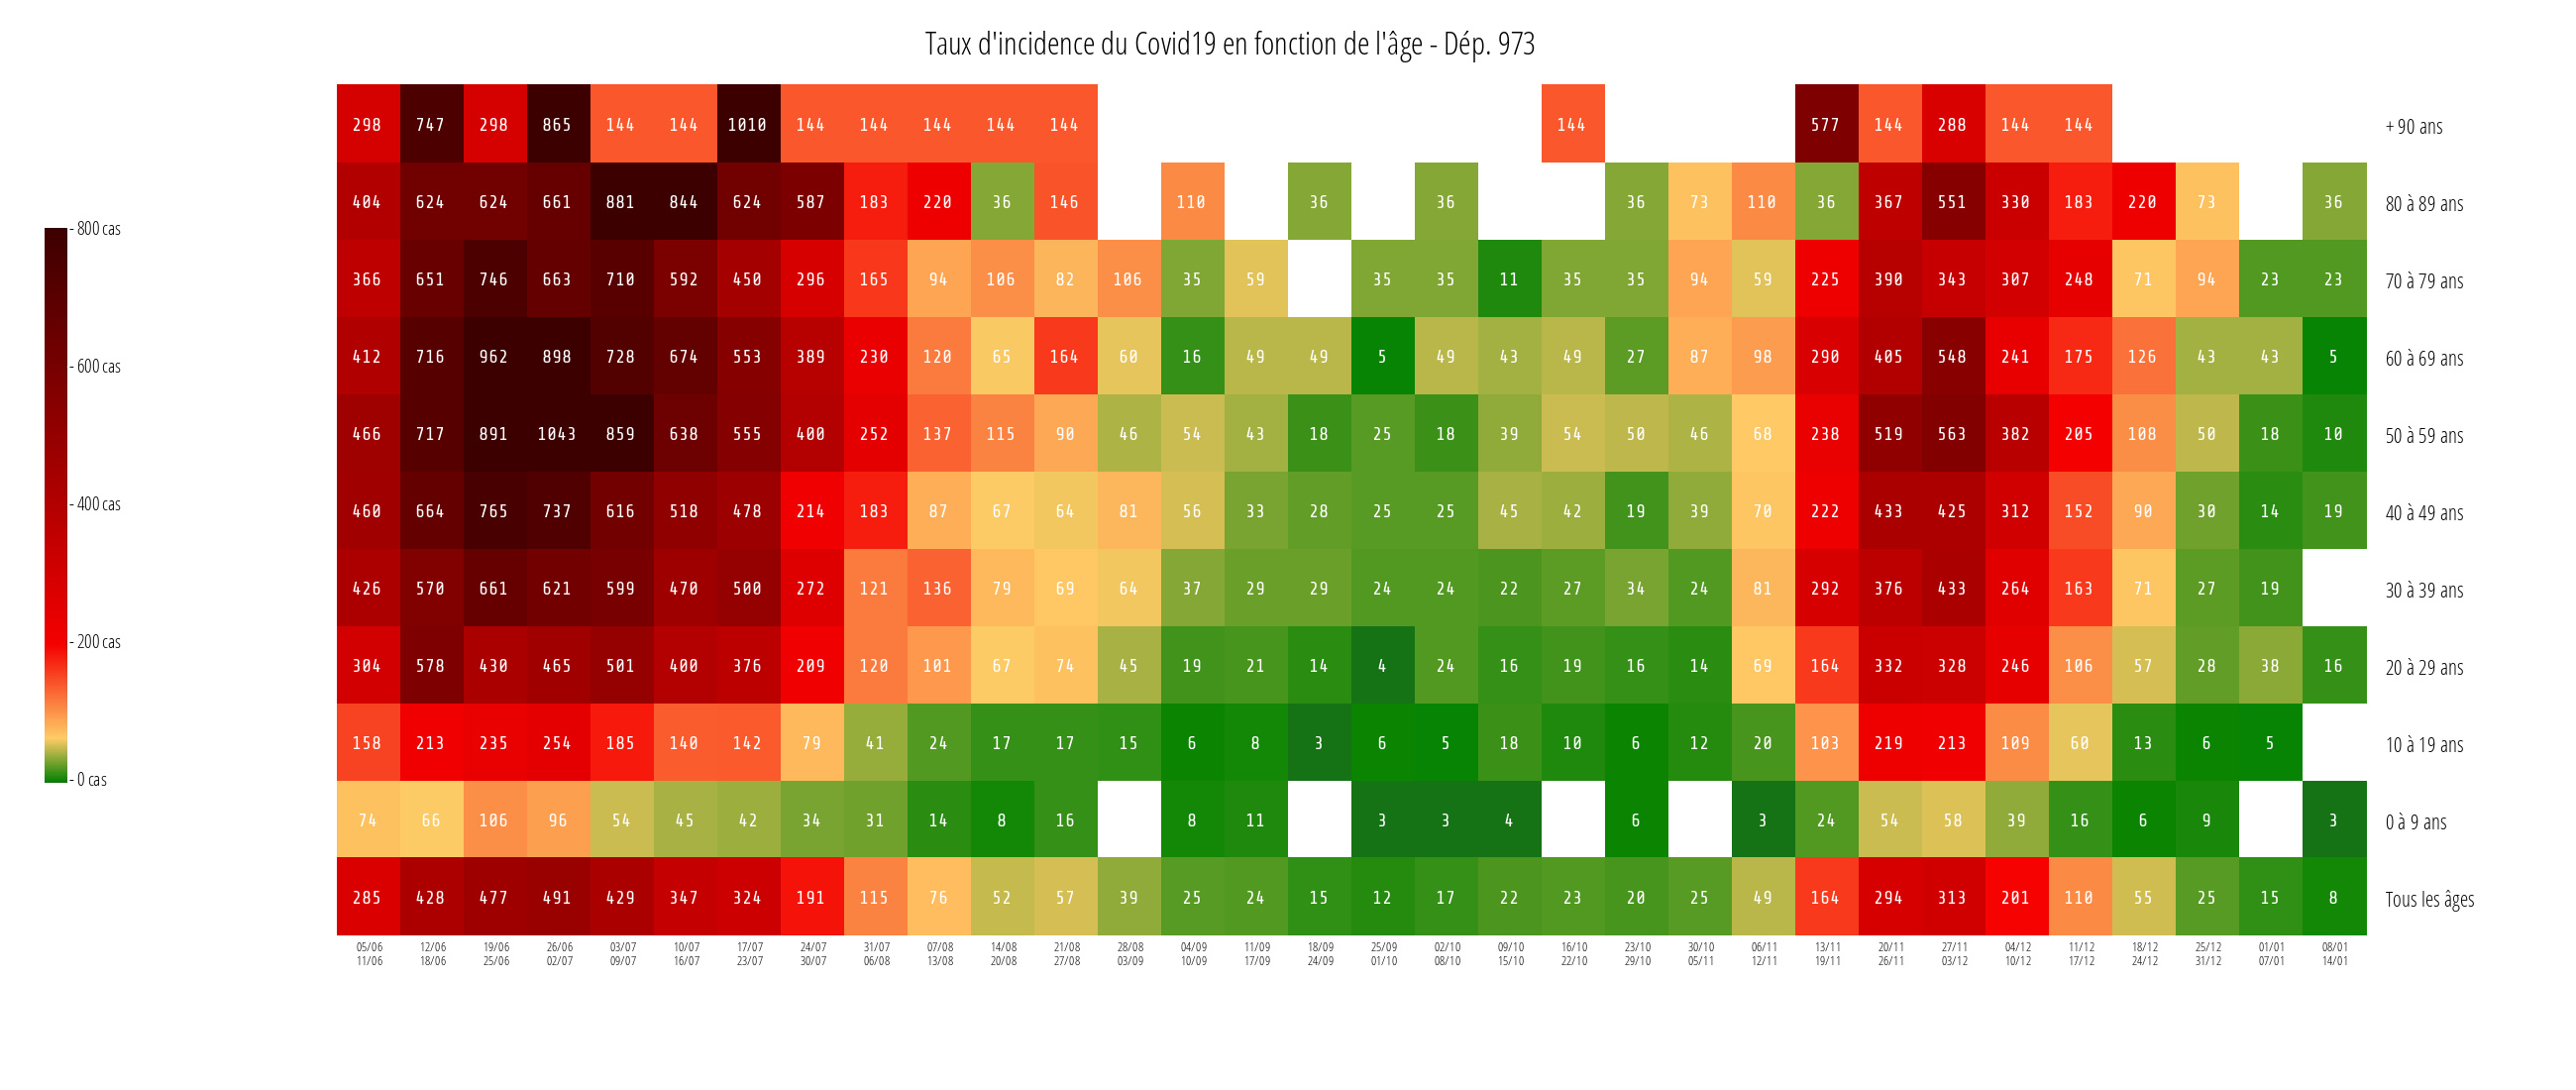 Taux d'incidence du Covid19 en fonction de l'âge - Dép. 973
- 800 cas
- 600 cas
- 400 cas
- 200 cas
- 0 cas
298 747 298 865 144 144 1010 144 144 144 144 144 144 577 144 288 144 144 + 90 ans
404 624 624 661 881 844 624 587 183 220 36 146 110 36 36 36 73 110 36 367 551 330 183 220 73 36 80 à 89 ans
366 651 746 663 710 592 450 296 165 94 106 82 106 35 59 35 35 11 35 35 94 59 225 390 343 307 248 71 94 23 23 70 à 79 ans
412 716 962 898 728 674 553 389 230 120 65 164 60 16 49 49 5 49 43 49 27 87 98 290 405 548 241 175 126 43 43 5 60 à 69 ans
466 717 891 1043 859 638 555 400 252 137 115 90 46 54 43 18 25 18 39 54 50 46 68 238 519 563 382 205 108 50 18 10 50 à 59 ans
460 664 765 737 616 518 478 214 183 87 67 64 81 56 33 28 25 25 45 42 19 39 70 222 433 425 312 152 90 30 14 19 40 à 49 ans
426 570 661 621 599 470 500 272 121 136 79 69 64 37 29 29 24 24 22 27 34 24 81 292 376 433 264 163 71 27 19 30 à 39 ans
304 578 430 465 501 400 376 209 120 101 67 74 45 19 21 14 4 24 16 19 16 14 69 164 332 328 246 106 57 28 38 16 20 à 29 ans
158 213 235 254 185 140 142 79 41 24 17 17 15 6 8 3 6 5 18 10 6 12 20 103 219 213 109 60 13 6 5 10 à 19 ans
74 66 106 96 54 45 42 34 31 14 8 16 8 11 3 3 4 6 3 24 54 58 39 16 6 9 3 0 à 9 ans
285 428 477 491 429 347 324 191 115 76 52 57 39 25 24 15 12 17 22 23 20 25 49 164 294 313 201 110 55 25 15 8 Tous les âges
05/06 12/06 19/06 26/06 03/07 10/07 17/07 24/07 31/07 07/08 14/08 21/08 28/08 04/09 11/09 18/09 25/09 02/10 09/10 16/10 23/10 30/10 06/11 13/11 20/11 27/11 04/12 11/12 18/12 25/12 01/01 08/01
11/06 18/06 25/06 02/07 09/07 16/07 23/07 30/07 06/08 13/08 20/08 27/08 03/09 10/09 17/09 24/09 01/10 08/10 15/10 22/10 29/10 05/11 12/11 19/11 26/11 03/12 10/12 17/12 24/12 31/12 07/01 14/01